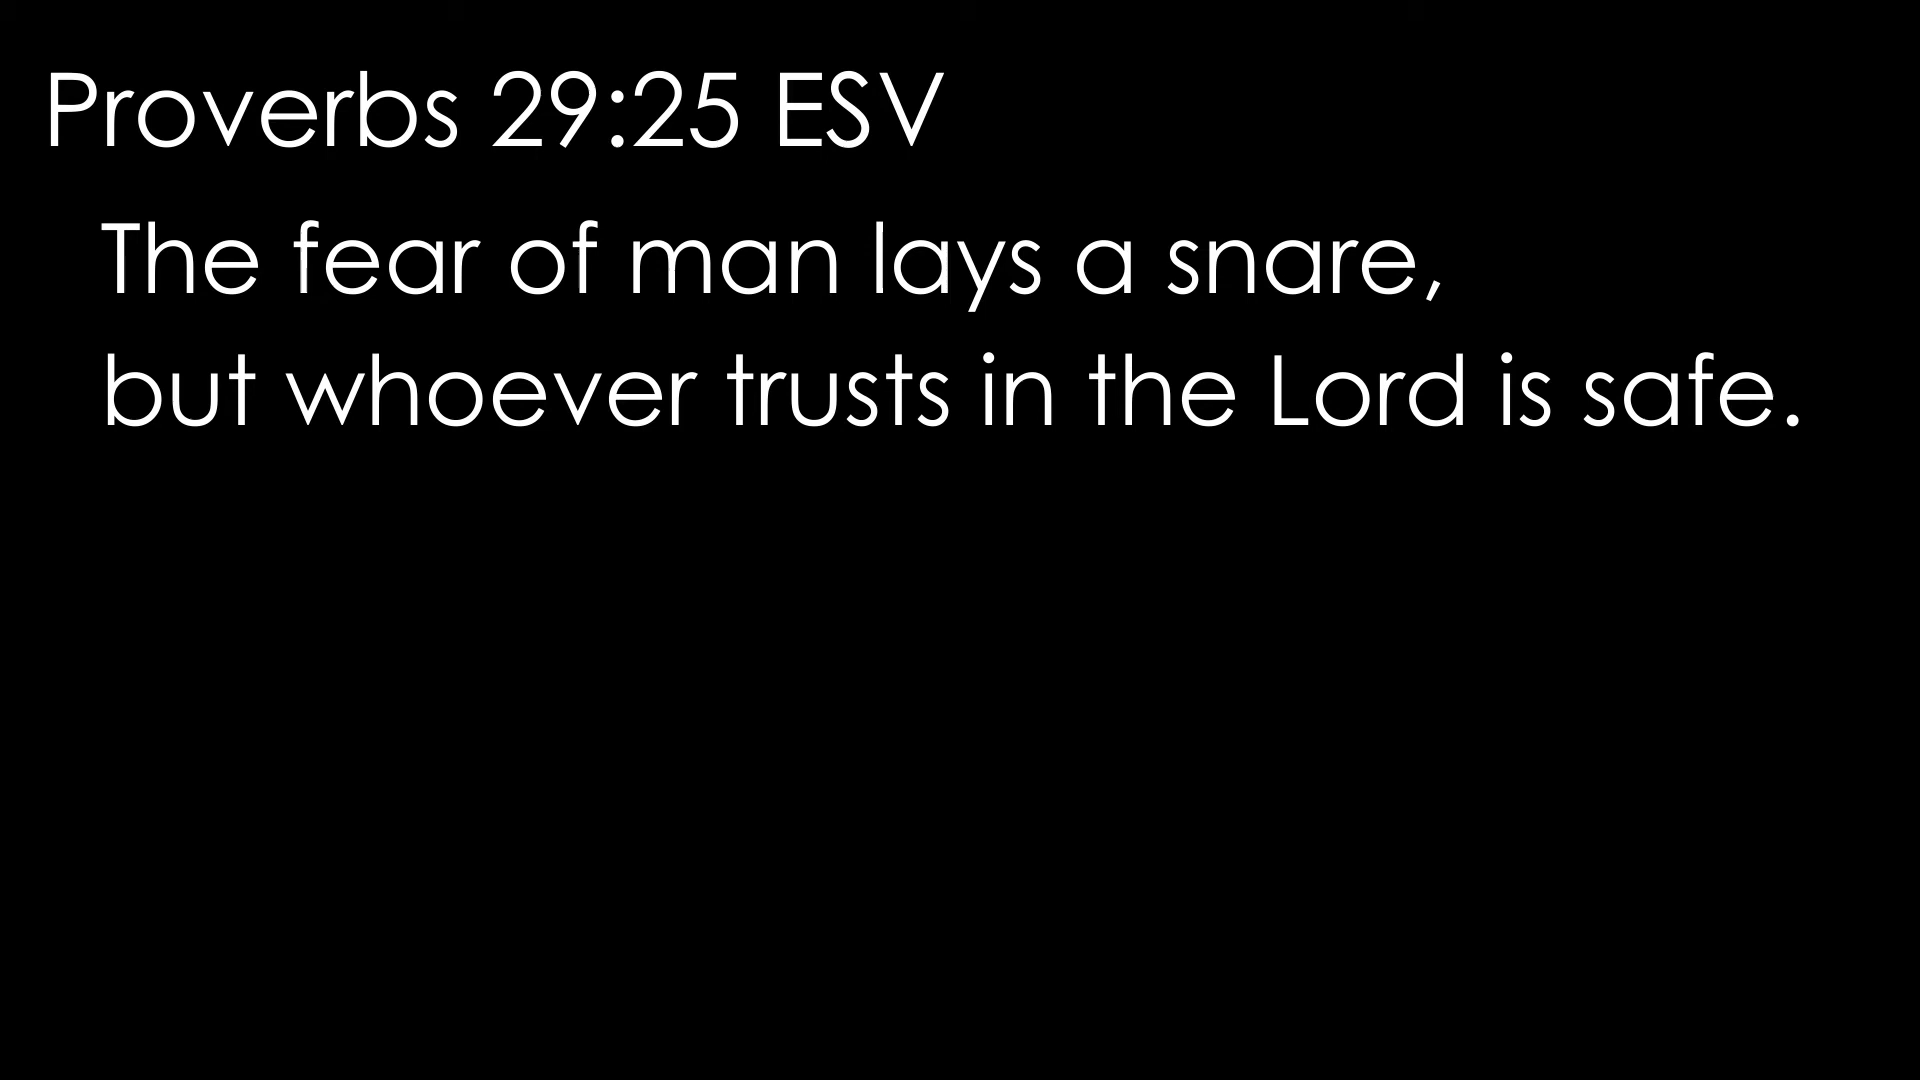 Proverbs 29:25 ESV
The fear of man lays a snare,
but whoever trusts in the Lord is safe.